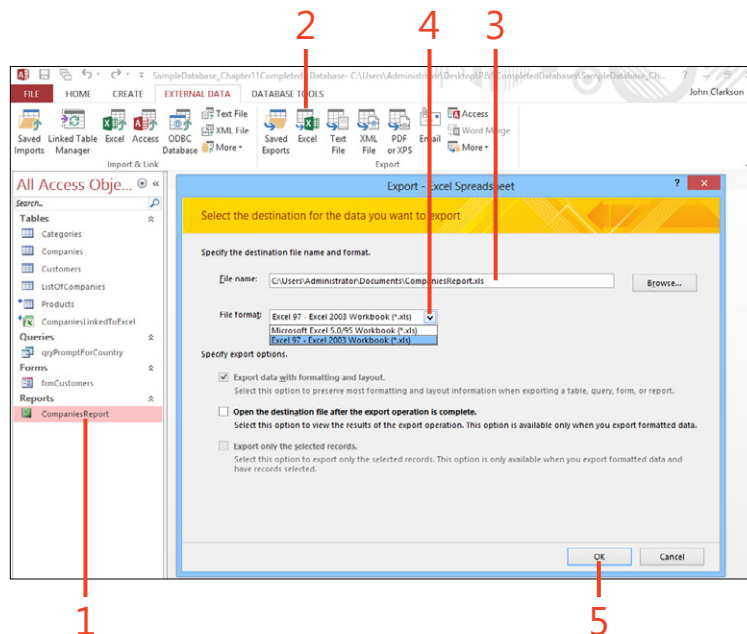 2 4 3
SampleDatabase_Chapter11Completed : Database- C:\Users\Administrator\Desktop\P&S\CompletedDatabases\SampleDatabase_Ch... ?
FILE HOME CREATE EXTERNAL DATA DATABASE TOOLS John Clarkson
Saved Imports
Linked Table Manager
Excel
Access
ODBC Database
Text File
XML File
More
Import & Link
Saved Exports
Excel
Text File
XML File
PDF or XPS
Email
Access
Word Merge
More
Export
All Access Obje...
Search...
Tables
Categories
Companies
Customers
ListOfCompanies
Products
CompaniesLinkedToExcel
Queries
qryPromptForCountry
Forms
frmCustomers
Reports
CompaniesReport
Export - Excel Spreadsheet ?
Select the destination for the data you want to export
Specify the destination file name and format.
File name: C:\Users\Administrator\Documents\CompaniesReport.xls Browse...
File format: Excel 97 - Excel 2003 Workbook (*.xls)
Microsoft Excel 5.0/95 Workbook (*.xls)
Excel 97 - Excel 2003 Workbook (*.xls)
Specify export options.
Export data with formatting and layout.
Select this option to preserve most formatting and layout information when exporting a table, query, form, or report.
Open the destination file after the export operation is complete.
Select this option to view the results of the export operation. This option is available only when you export formatted data.
Export only the selected records.
Select this option to export only the selected records. This option is only available when you export formatted data and
have records selected.
OK Cancel
1 5